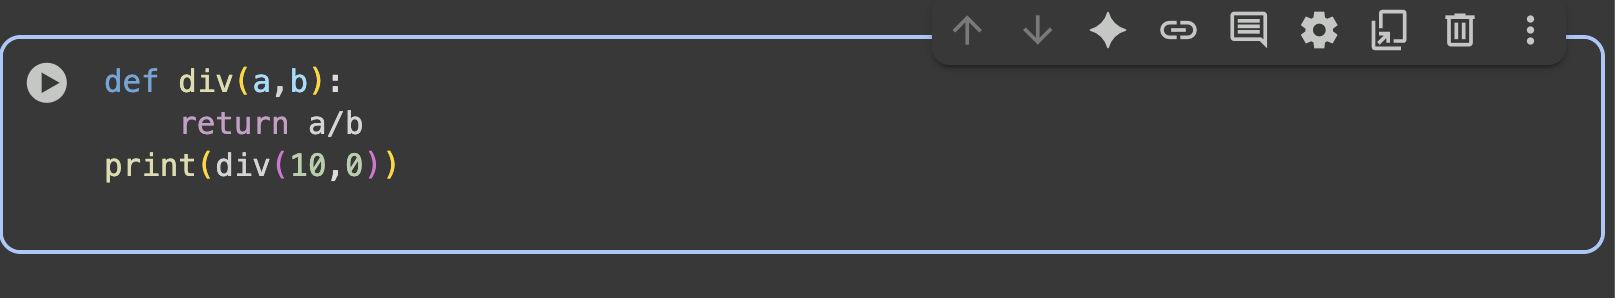 def div(a,b):
    return a/b
print(div(10,0))